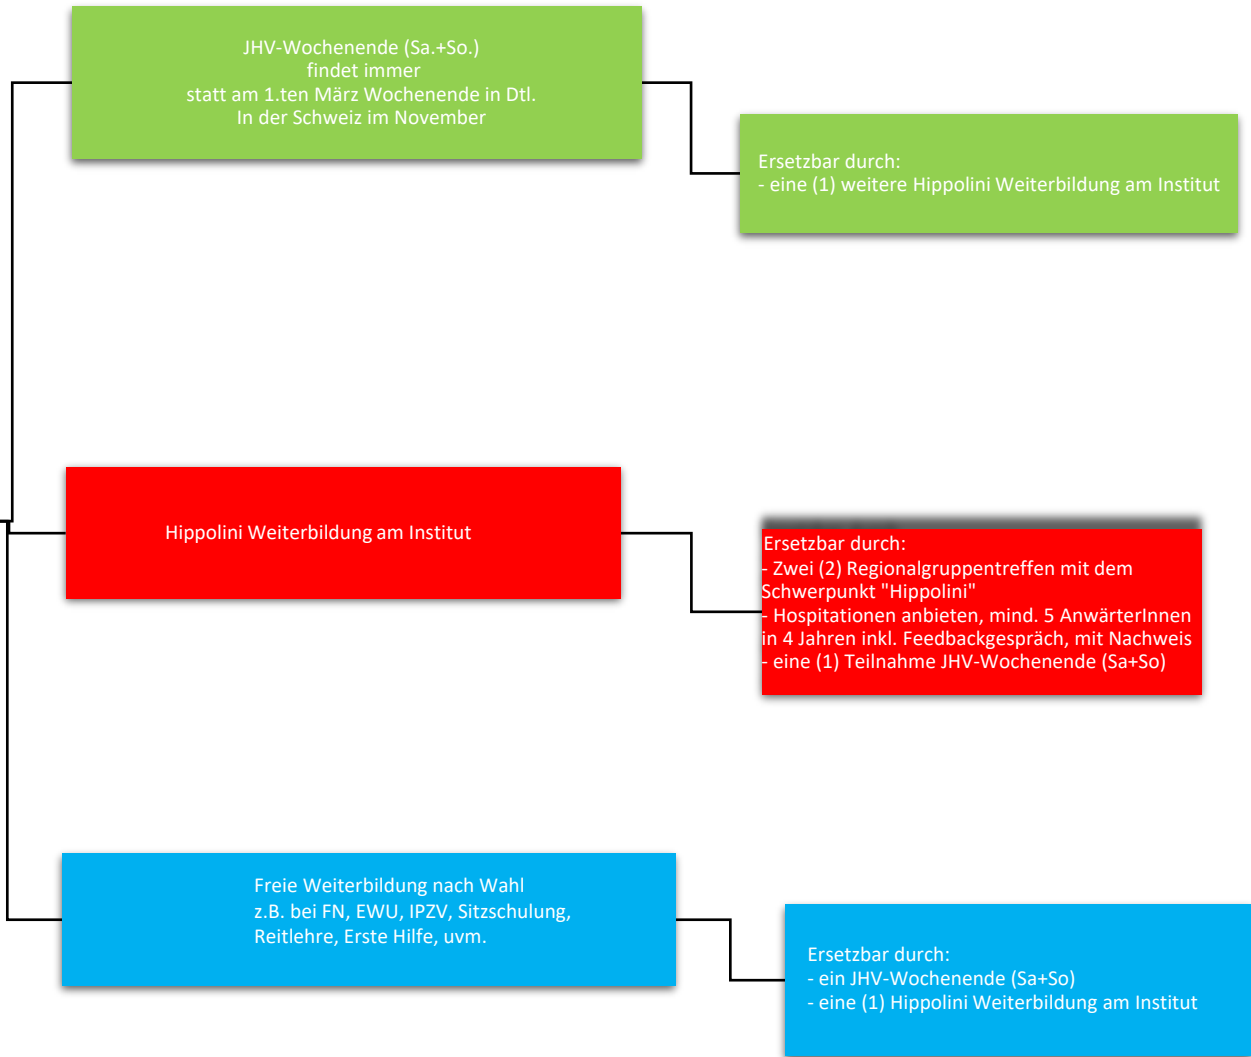 JHV-Wochenende (Sa.+So.)
findet immer
statt am 1.ten März Wochenende in Dtl.
In der Schweiz im November
Ersetzbar durch:
- eine (1) weitere Hippolini Weiterbildung am Institut
Hippolini Weiterbildung am Institut
Ersetzbar durch:
- Zwei (2) Regionalgruppentreffen mit dem
Schwerpunkt "Hippolini"
- Hospitationen anbieten, mind. 5 AnwärterInnen
in 4 Jahren inkl. Feedbackgespräch, mit Nachweis
- eine (1) Teilnahme JHV-Wochenende (Sa+So)
Freie Weiterbildung nach Wahl
z.B. bei FN, EWU, IPZV, Sitzschulung,
Reitlehre, Erste Hilfe, uvm.
Ersetzbar durch:
- ein JHV-Wochenende (Sa+So)
- eine (1) Hippolini Weiterbildung am Institut